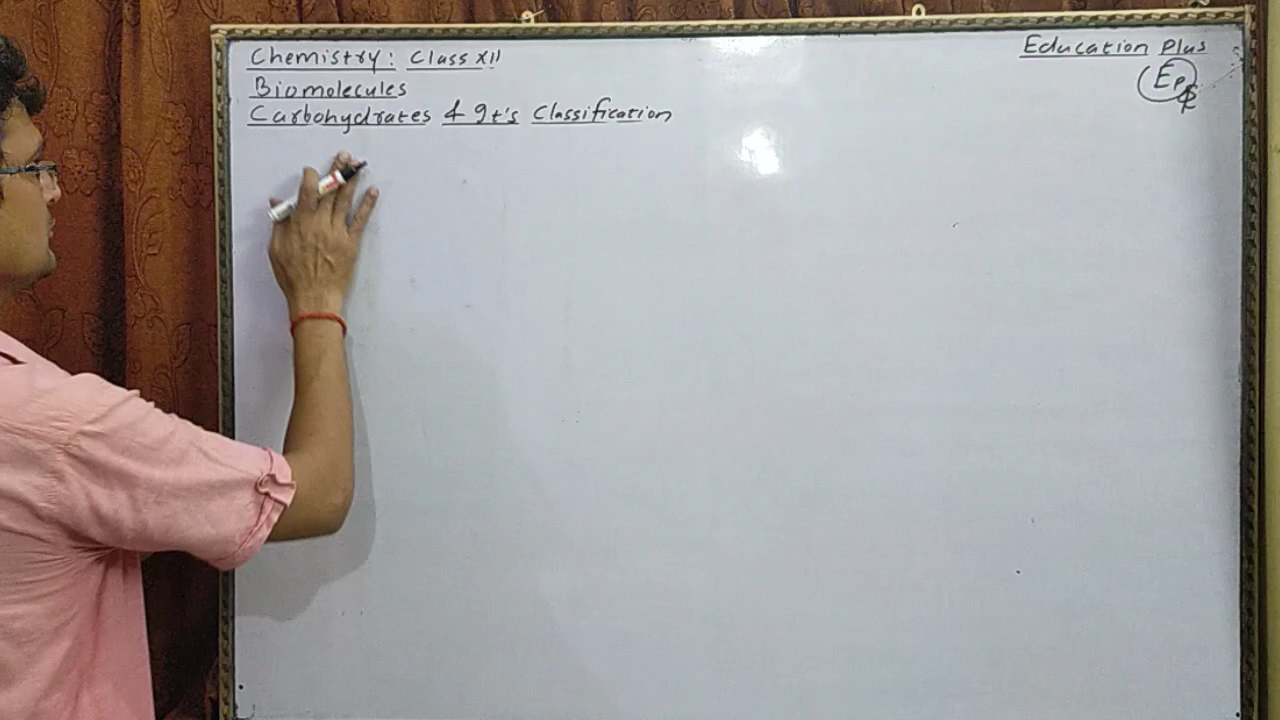 Chemistry: Class XII
Biomolecules
Carbohydrates & It's Classification
Education Plus
Ep